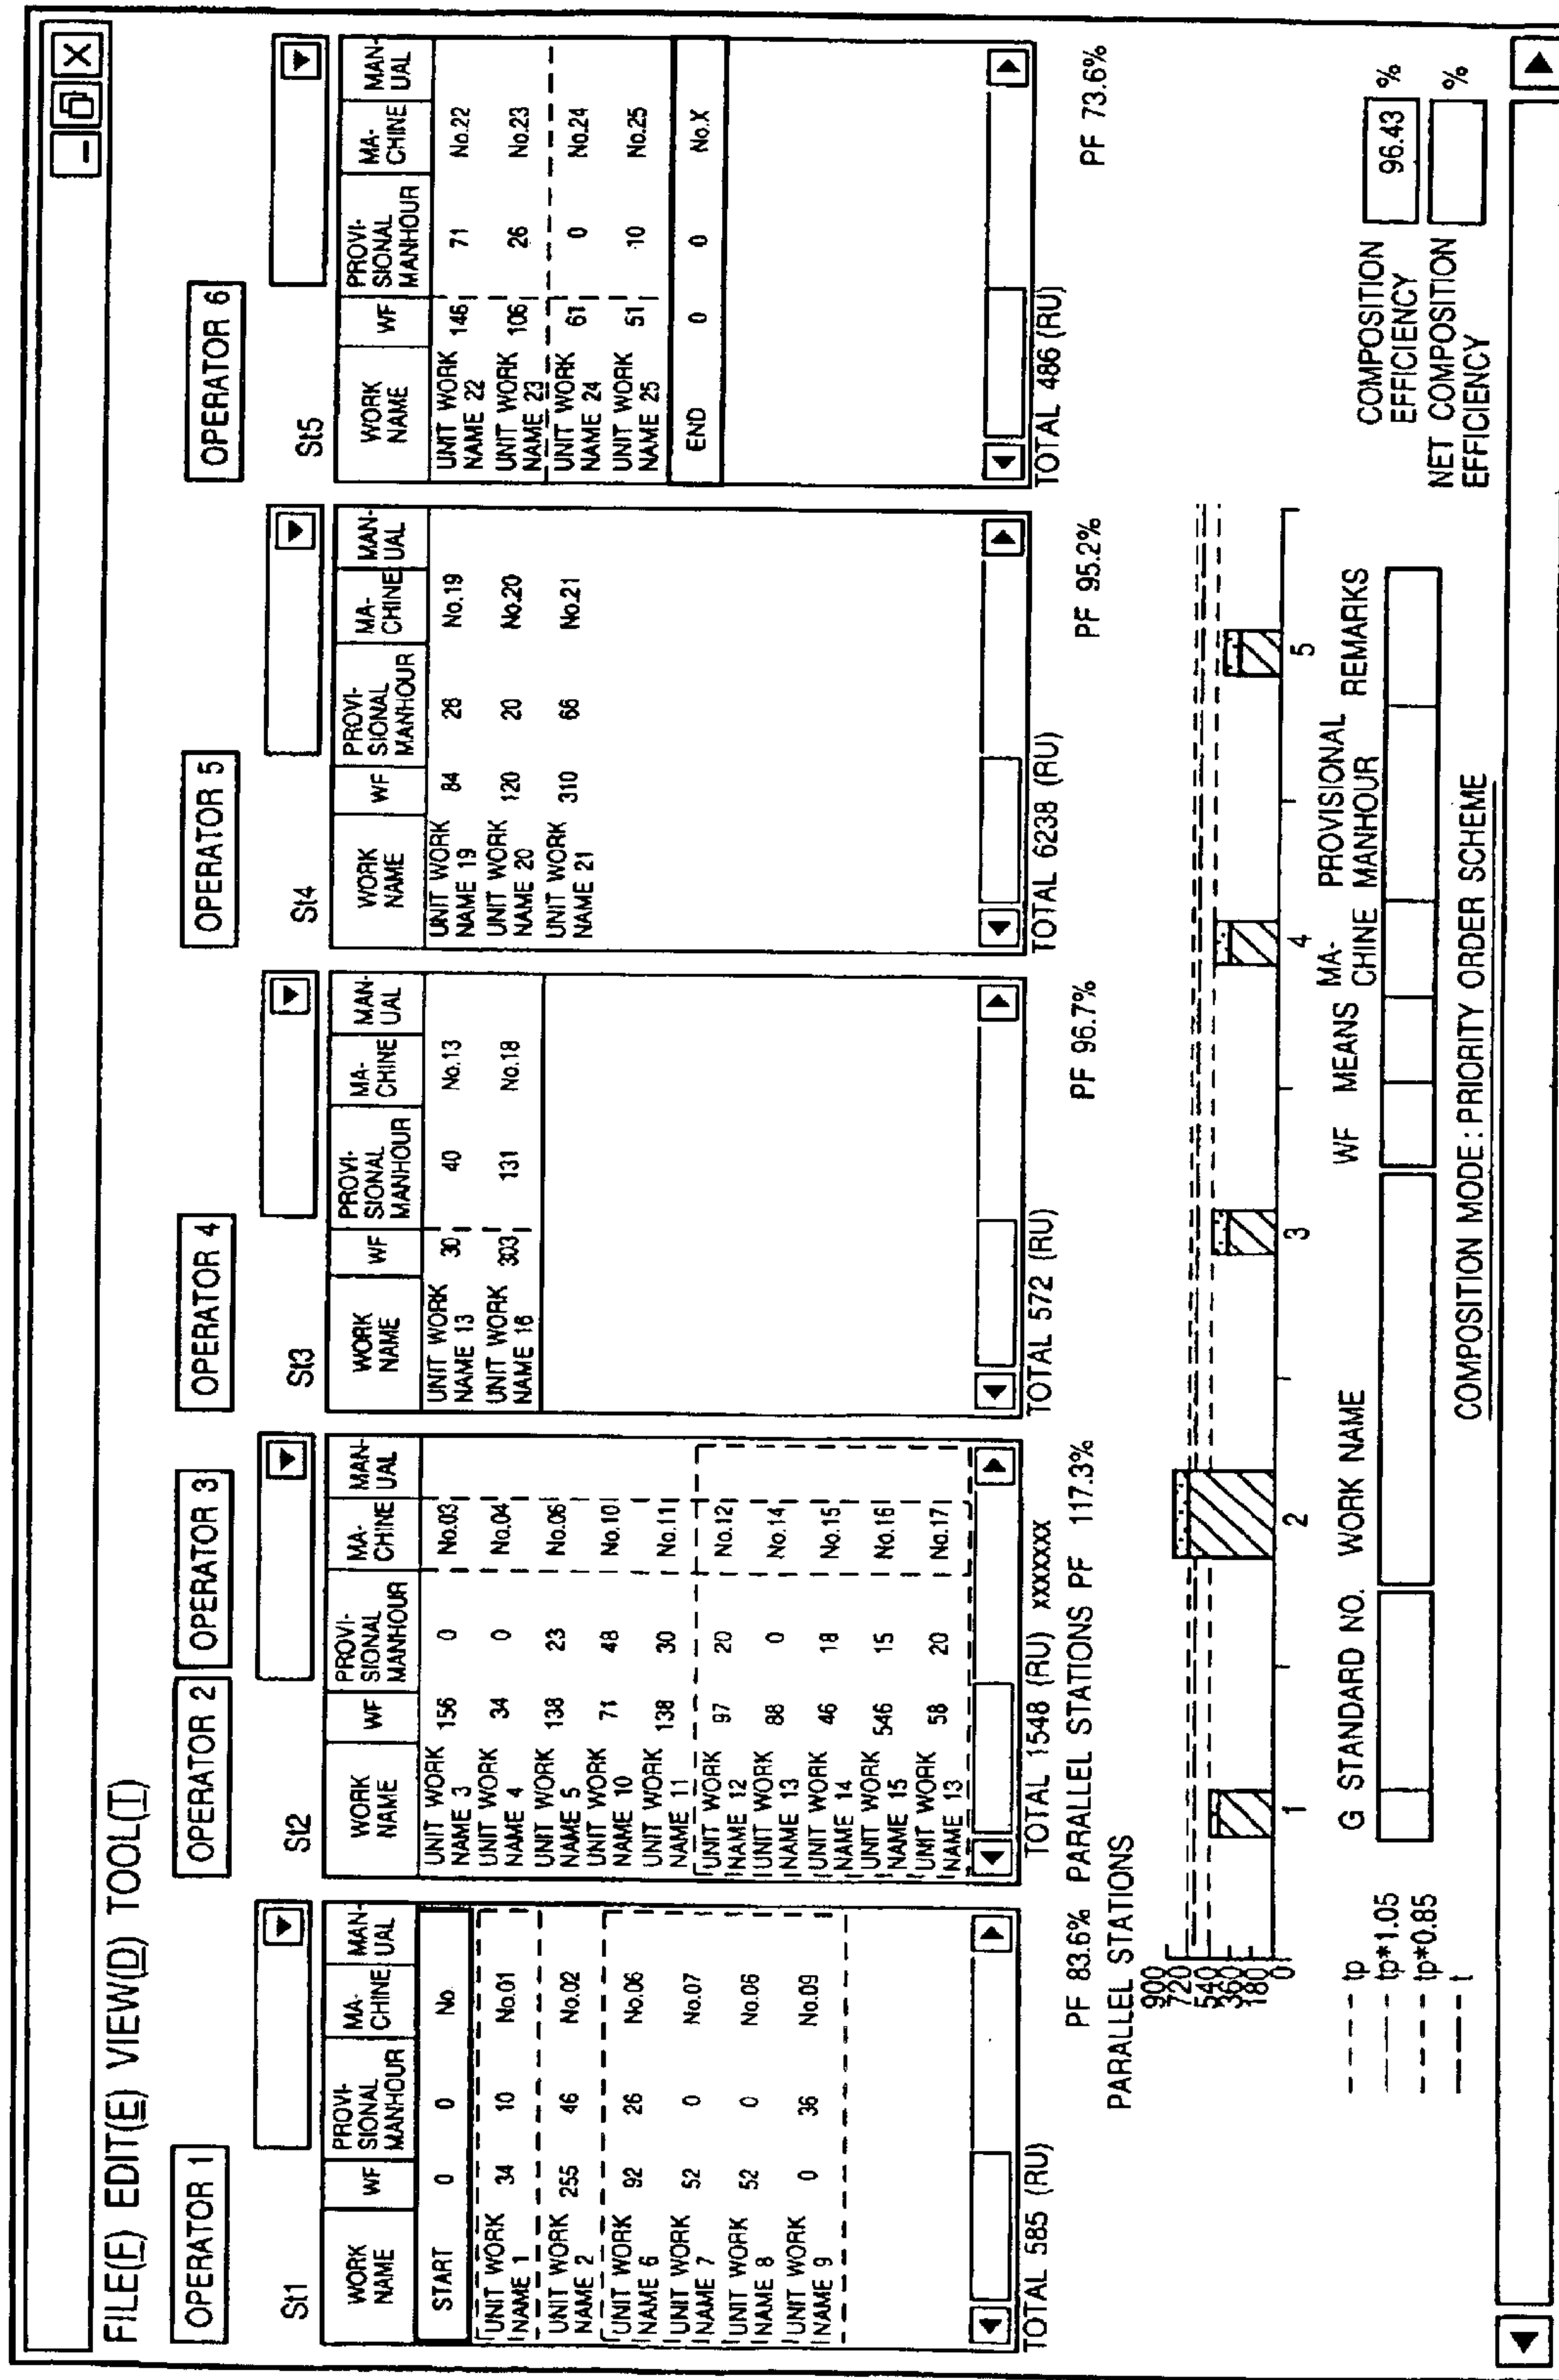 FILE(F) EDIT(E) VIEW(D) TOOL(T)
OPERATOR 1
St1
WORK NAME WF PROVI-SIONAL MANHOUR MA-CHINE MAN-UAL
START 0 0 No.
UNIT WORK NAME 1 34 10 No.01
UNIT WORK NAME 2 255 46 No.02
UNIT WORK NAME 6 92 26 No.06
UNIT WORK NAME 7 52 0 No.07
UNIT WORK NAME 8 52 0 No.06
UNIT WORK NAME 9 0 36 No.09
TOTAL 585 (RU)
OPERATOR 2 OPERATOR 3
St2
WORK NAME WF PROVI-SIONAL MANHOUR MA-CHINE MAN-UAL
UNIT WORK NAME 3 156 0 No.03
UNIT WORK NAME 4 34 0 No.04
UNIT WORK NAME 5 138 23 No.06
UNIT WORK NAME 10 71 48 No.10
UNIT WORK NAME 11 138 30 No.11
UNIT WORK NAME 12 97 20 No.12
UNIT WORK NAME 13 88 0 No.14
UNIT WORK NAME 14 46 18 No.15
UNIT WORK NAME 15 546 15 No.16
UNIT WORK NAME 13 58 20 No.17
TOTAL 1548 (RU) xxxxxx
OPERATOR 4
St3
WORK NAME WF PROVI-SIONAL MANHOUR MA-CHINE MAN-UAL
UNIT WORK NAME 13 30 40 No.13
UNIT WORK NAME 16 303 131 No.18
TOTAL 572 (RU)
OPERATOR 5
St4
WORK NAME WF PROVI-SIONAL MANHOUR MA-CHINE MAN-UAL
UNIT WORK NAME 19 84 26 No.19
UNIT WORK NAME 20 120 20 No.20
UNIT WORK NAME 21 310 66 No.21
TOTAL 6238 (RU)
OPERATOR 6
St5
WORK NAME WF PROVI-SIONAL MANHOUR MA-CHINE MAN-UAL
UNIT WORK NAME 22 146 71 No.22
UNIT WORK NAME 23 106 26 No.23
UNIT WORK NAME 24 61 0 No.24
UNIT WORK NAME 25 51 10 No.25
END 0 0 No.X
TOTAL 486 (RU)
PF 83.6% PARALLEL STATIONS PF 117.3%
PF 96.7%
PF 95.2%
PF 73.6%
PARALLEL STATIONS
900
720
540
360
180
0
1 2 3 4 5
tp
tp*1.05
tp*0.85
t
G STANDARD NO. WORK NAME WF MEANS MA-CHINE PROVISIONAL MANHOUR REMARKS
COMPOSITION EFFICIENCY 96.43 %
NET COMPOSITION EFFICIENCY %
COMPOSITION MODE: PRIORITY ORDER SCHEME